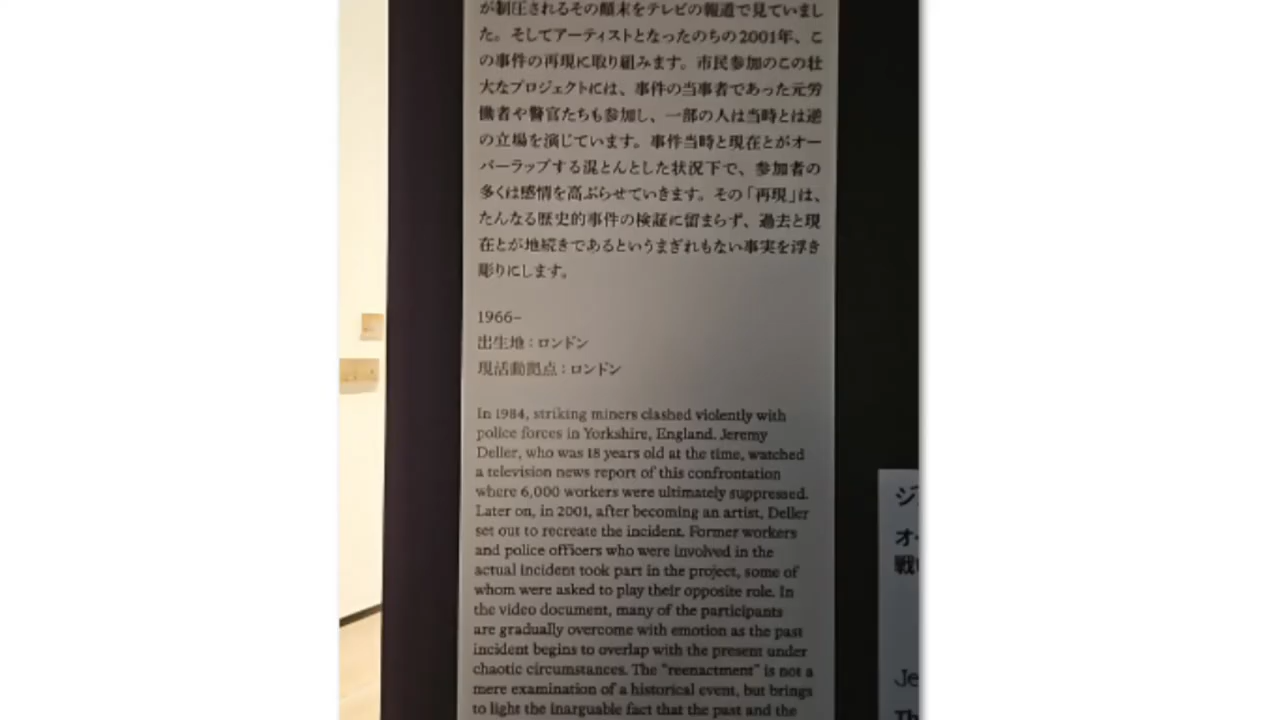 が制圧されるその顛末をテレビの報道で見ていまし
た。そしてアーティストとなったのちの2001年、こ
の事件の再現に取り組みます。市民参加のこの壮
大なプロジェクトには、事件の当事者であった元労
働者や警官たちも参加し、一部の人は当時とは逆
の立場を演じています。事件当時と現在とがオー
バーラップする混とんとした状況下で、参加者の
多くは感情を高ぶらせていきます。その「再現」は、
たんなる歴史的事件の検証に留まらず、過去と現
在とが地続きであるというまぎれもない事実を浮き
彫りにします。
1966–
出生地：ロンドン
現活動拠点：ロンドン
In 1984, striking miners clashed violently with
police forces in Yorkshire, England. Jeremy
Deller, who was 18 years old at the time, watched
a television news report of this confrontation
where 6,000 workers were ultimately suppressed.
Later on, in 2001, after becoming an artist, Deller
set out to recreate the incident. Former workers
and police officers who were involved in the
actual incident took part in the project, some of
whom were asked to play their opposite role. In
the video document, many of the participants
are gradually overcome with emotion as the past
incident begins to overlap with the present under
chaotic circumstances. The "reenactment" is not a
mere examination of a historical event, but brings
to light the inarguable fact that the past and the
ジ
オー
戦い
Je
Th